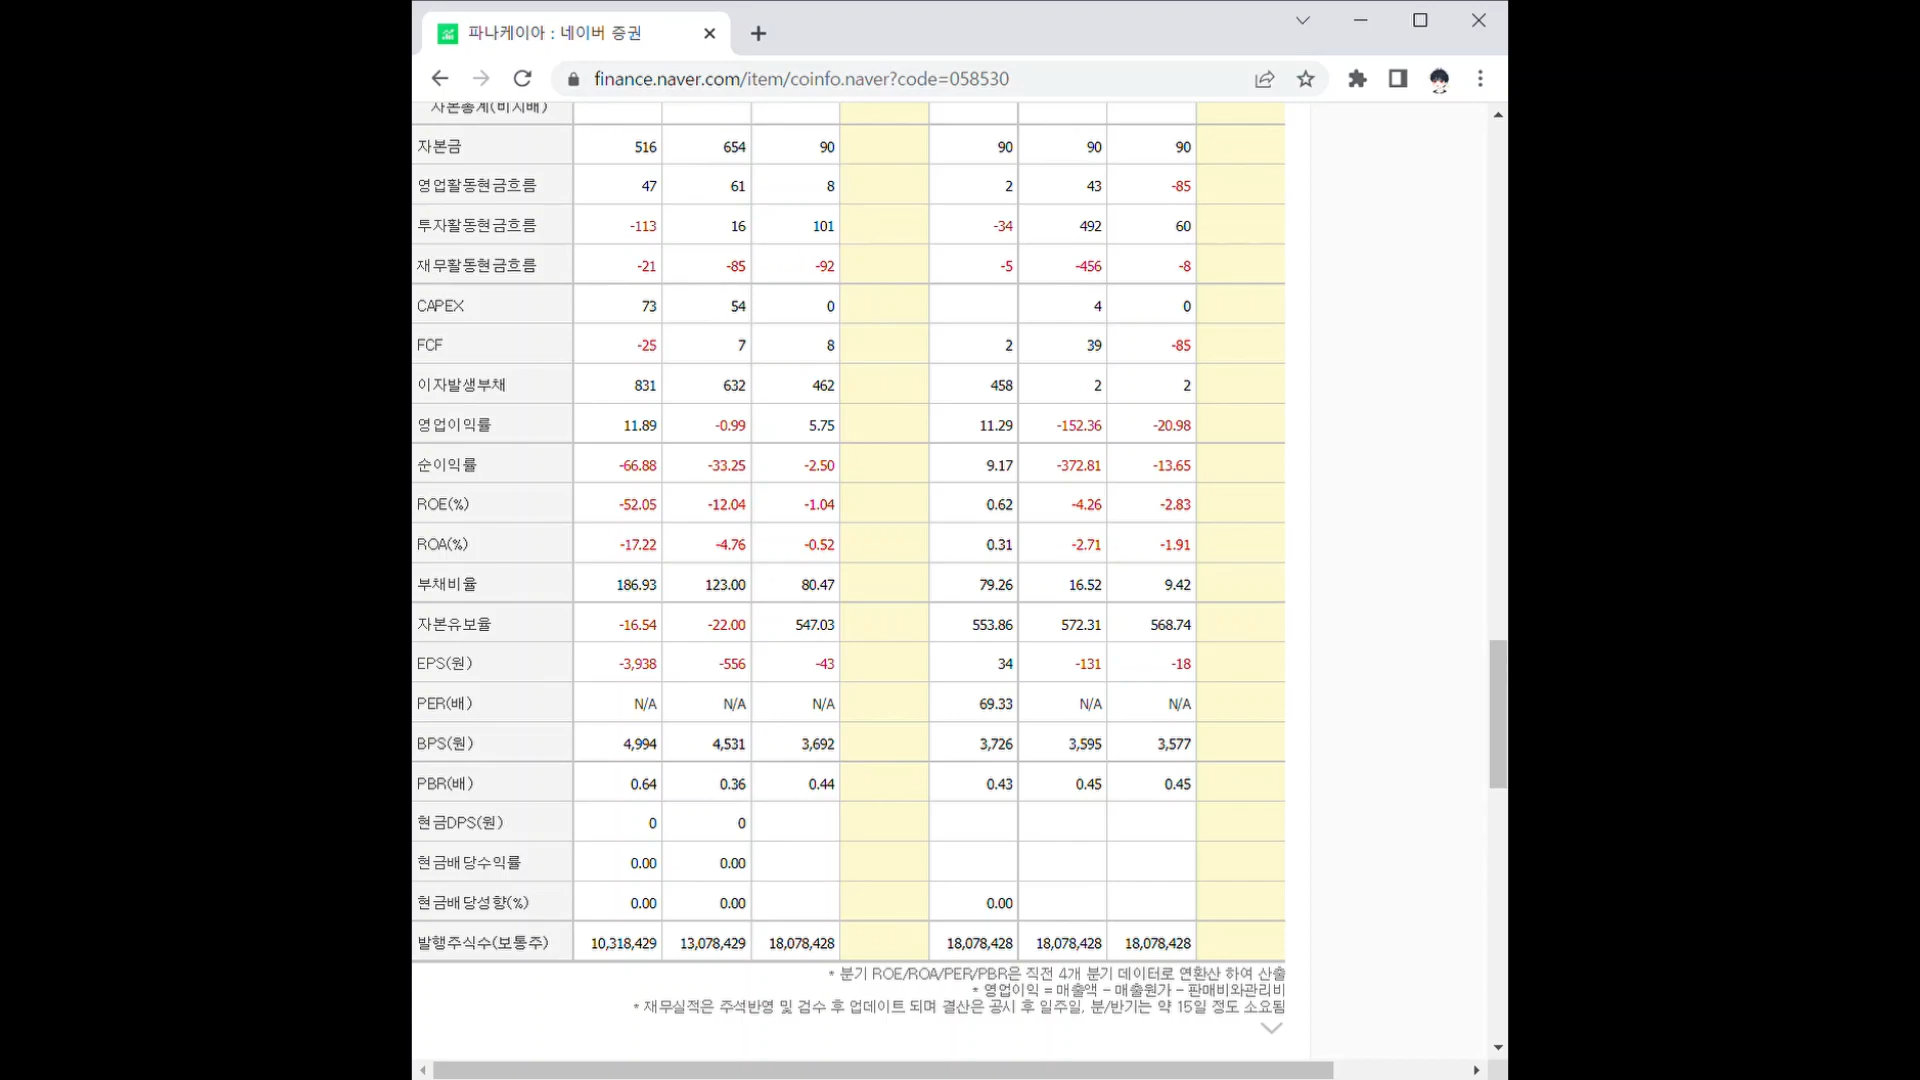 파나케이아 : 네이버 증권
finance.naver.com/item/coinfo.naver?code=058530
자본총계(비지배)
자본금 516 654 90 90 90 90
영업활동현금흐름 47 61 8 2 43 -85
투자활동현금흐름 -113 16 101 -34 492 60
재무활동현금흐름 -21 -85 -92 -5 -456 -8
CAPEX 73 54 0 4 0
FCF -25 7 8 2 39 -85
이자발생부채 831 632 462 458 2 2
영업이익률 11.89 -0.99 5.75 11.29 -152.36 -20.98
순이익률 -66.88 -33.25 -2.50 9.17 -372.81 -13.65
ROE(%) -52.05 -12.04 -1.04 0.62 -4.26 -2.83
ROA(%) -17.22 -4.76 -0.52 0.31 -2.71 -1.91
부채비율 186.93 123.00 80.47 79.26 16.52 9.42
자본유보율 -16.54 -22.00 547.03 553.86 572.31 568.74
EPS(원) -3,938 -556 -43 34 -131 -18
PER(배) N/A N/A N/A 69.33 N/A N/A
BPS(원) 4,994 4,531 3,692 3,726 3,595 3,577
PBR(배) 0.64 0.36 0.44 0.43 0.45 0.45
현금DPS(원) 0 0
현금배당수익률 0.00 0.00
현금배당성향(%) 0.00 0.00 0.00
발행주식수(보통주) 10,318,429 13,078,429 18,078,428 18,078,428 18,078,428 18,078,428
* 분기 ROE/ROA/PER/PBR은 직전 4개 분기 데이터로 연환산 하여 산출
* 영업이익 = 매출액 - 매출원가 - 판매비와관리비
* 재무실적은 주석반영 및 검수 후 업데이트 되며 결산은 공시 후 일주일, 분/반기는 약 15일 정도 소요됨